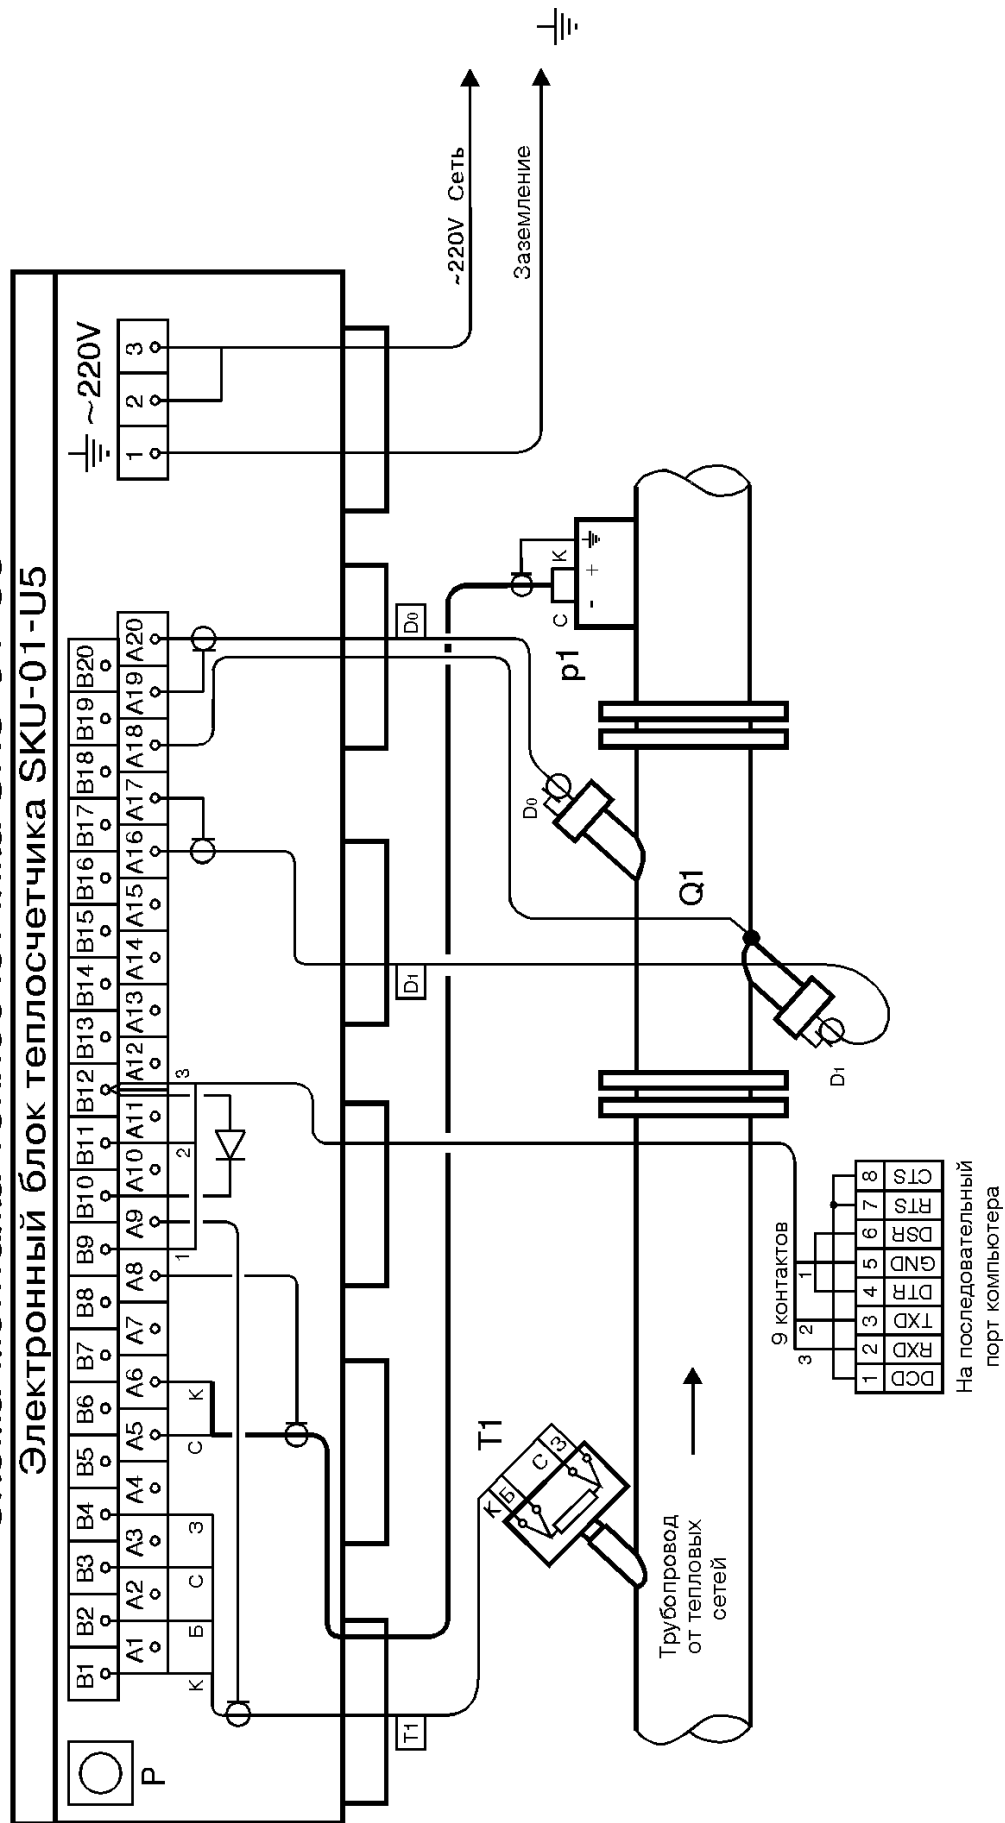 Электронный блок теплосчетчика SKU-01-U5
P
B1 B2 B3 B4 B5 B6 B7 B8 B9 B10 B11 B12 B13 B14 B15 B16 B17 B18 B19 B20
A1 A2 A3 A4 A5 A6 A7 A8 A9 A10 A11 A12 A13 A14 A15 A16 A17 A18 A19 A20
~220V
1 2 3
К Б С З
С К
1 2 3
T1
D1
D0
~220V Сеть
Заземление
T1
К Б С З
D0
Q1
D1
p1
С К
- +
Трубопровод
от тепловых
сетей
9 контактов
3 2 1
1 2 3 4 5 6 7 8
DCD RXD TXD DTR GND DSR RTS CTS
На последовательный
порт компьютера